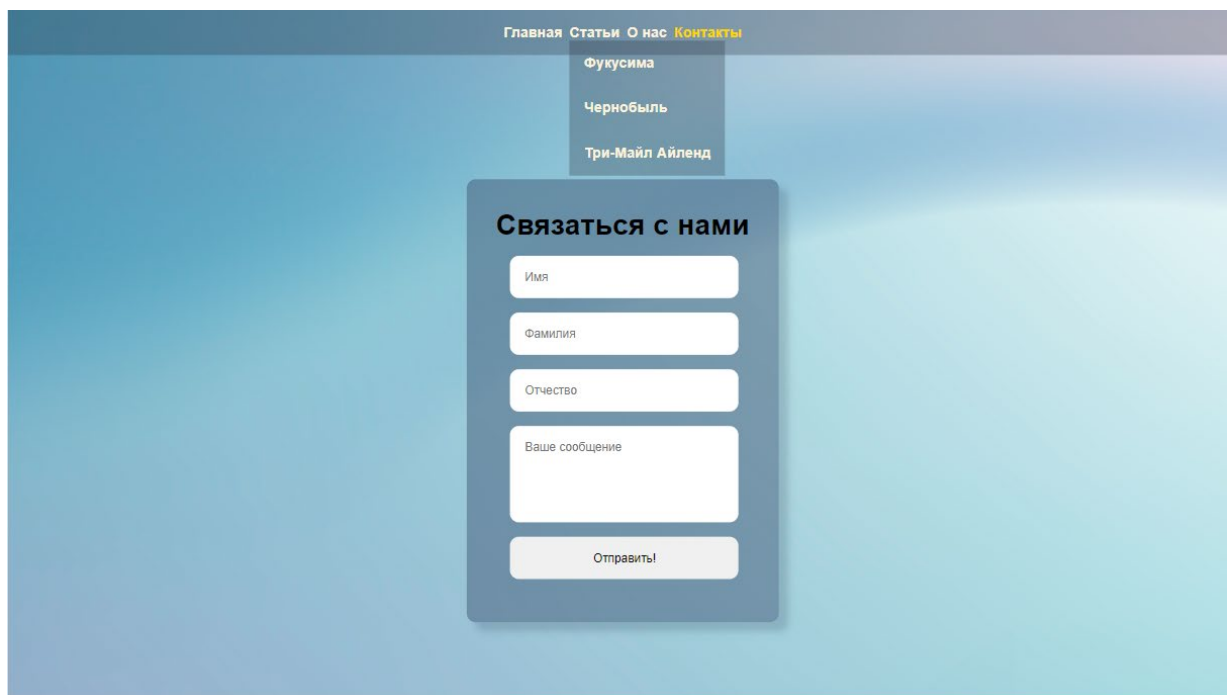 Главная Статьи О нас Контакты
Фукусима
Чернобыль
Три-Майл Айленд
Связаться с нами
Имя
Фамилия
Отчество
Ваше сообщение
Отправить!